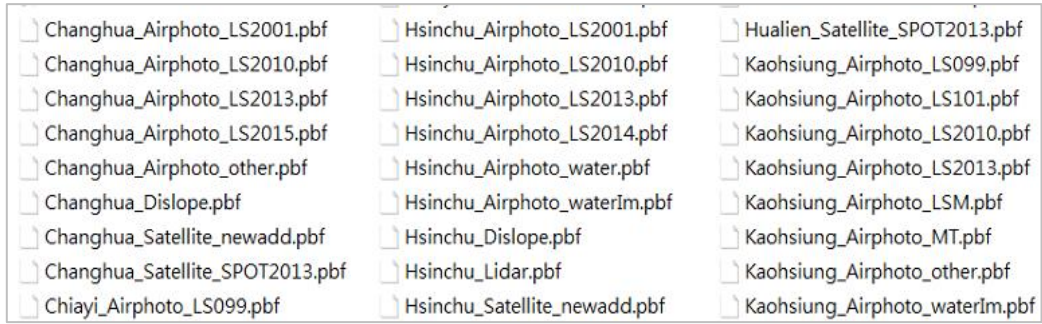 Changhua_Airphoto_LS2001.pbf
Changhua_Airphoto_LS2010.pbf
Changhua_Airphoto_LS2013.pbf
Changhua_Airphoto_LS2015.pbf
Changhua_Airphoto_other.pbf
Changhua_Dislope.pbf
Changhua_Satellite_newadd.pbf
Changhua_Satellite_SPOT2013.pbf
Chiayi_Airphoto_LS099.pbf
Hsinchu_Airphoto_LS2001.pbf
Hsinchu_Airphoto_LS2010.pbf
Hsinchu_Airphoto_LS2013.pbf
Hsinchu_Airphoto_LS2014.pbf
Hsinchu_Airphoto_water.pbf
Hsinchu_Airphoto_waterIm.pbf
Hsinchu_Dislope.pbf
Hsinchu_Lidar.pbf
Hsinchu_Satellite_newadd.pbf
Hualien_Satellite_SPOT2013.pbf
Kaohsiung_Airphoto_LS099.pbf
Kaohsiung_Airphoto_LS101.pbf
Kaohsiung_Airphoto_LS2010.pbf
Kaohsiung_Airphoto_LS2013.pbf
Kaohsiung_Airphoto_LSM.pbf
Kaohsiung_Airphoto_MT.pbf
Kaohsiung_Airphoto_other.pbf
Kaohsiung_Airphoto_waterIm.pbf